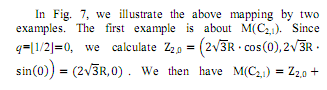 In Fig. 7, we illustrate the above mapping by two
examples. The first example is about M(C₂,₁). Since
q=⌊1/2⌋=0, we calculate Z₂,₀ = (2√3R · cos(0), 2√3R ·
sin(0)) = (2√3R, 0) . We then have M(C₂,₁) = Z₂,₀ +